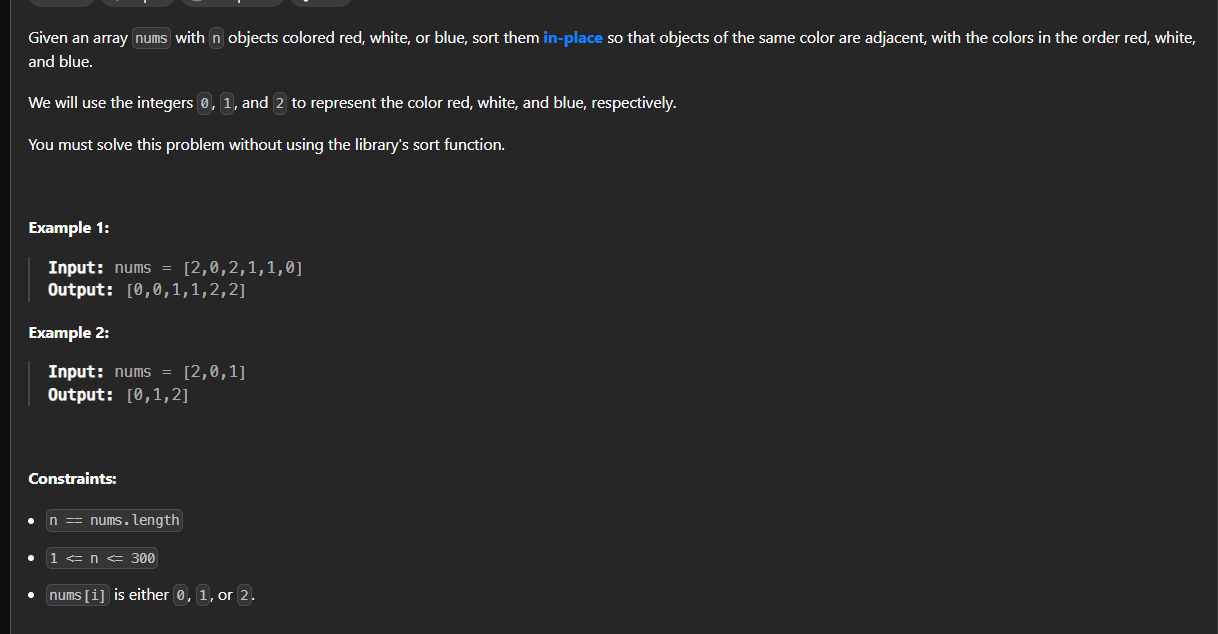 Given an array nums with n objects colored red, white, or blue, sort them in-place so that objects of the same color are adjacent, with the colors in the order red, white,
and blue.
We will use the integers 0, 1, and 2 to represent the color red, white, and blue, respectively.
You must solve this problem without using the library's sort function.
Example 1:
Input: nums = [2,0,2,1,1,0]
Output: [0,0,1,1,2,2]
Example 2:
Input: nums = [2,0,1]
Output: [0,1,2]
Constraints:
• n == nums.length
• 1 <= n <= 300
• nums[i] is either 0, 1, or 2.